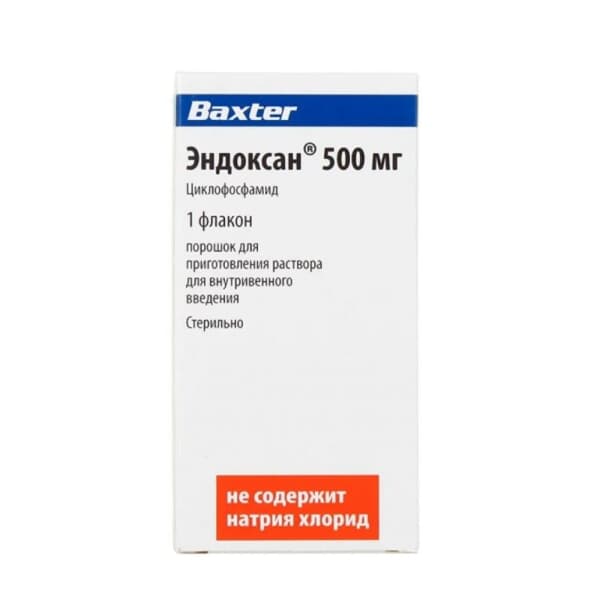 Baxter
Эндоксан® 500 мг
Циклофосфамид
1 флакон
порошок для
приготовления раствора
для внутривенного
введения
Стерильно
не содержит
натрия хлорид